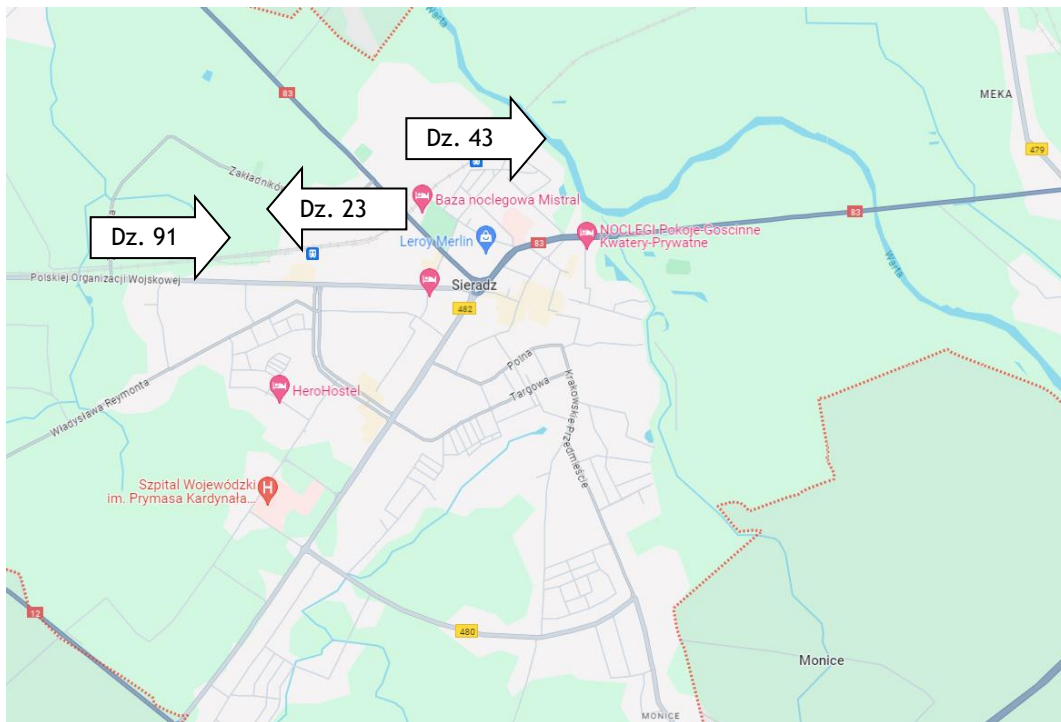 Warta
83
MEKA
Dz. 43
479
Zakładników
Baza noclegowa Mistral
Dz. 23
83
NOCLEGI Pokoje-Gościnne
Kwatery-Prywatne
Dz. 91
Leroy Merlin
83
Warta
Polskiej Organizacji Wojskowej
Sieradz
482
Polna
Targowa
Krakowskie Przedmieście
HeroHostel
Władysława Reymonta
Szpital Wojewódzki
im. Prymasa Kardynała...
12
480
Monice
MONICE